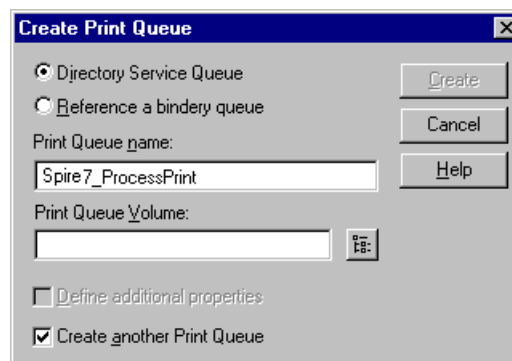 Create Print Queue
Directory Service Queue
Reference a bindery queue
Create
Cancel
Help
Print Queue name:
Spire7_ProcessPrint
Print Queue Volume:
Define additional properties
Create another Print Queue